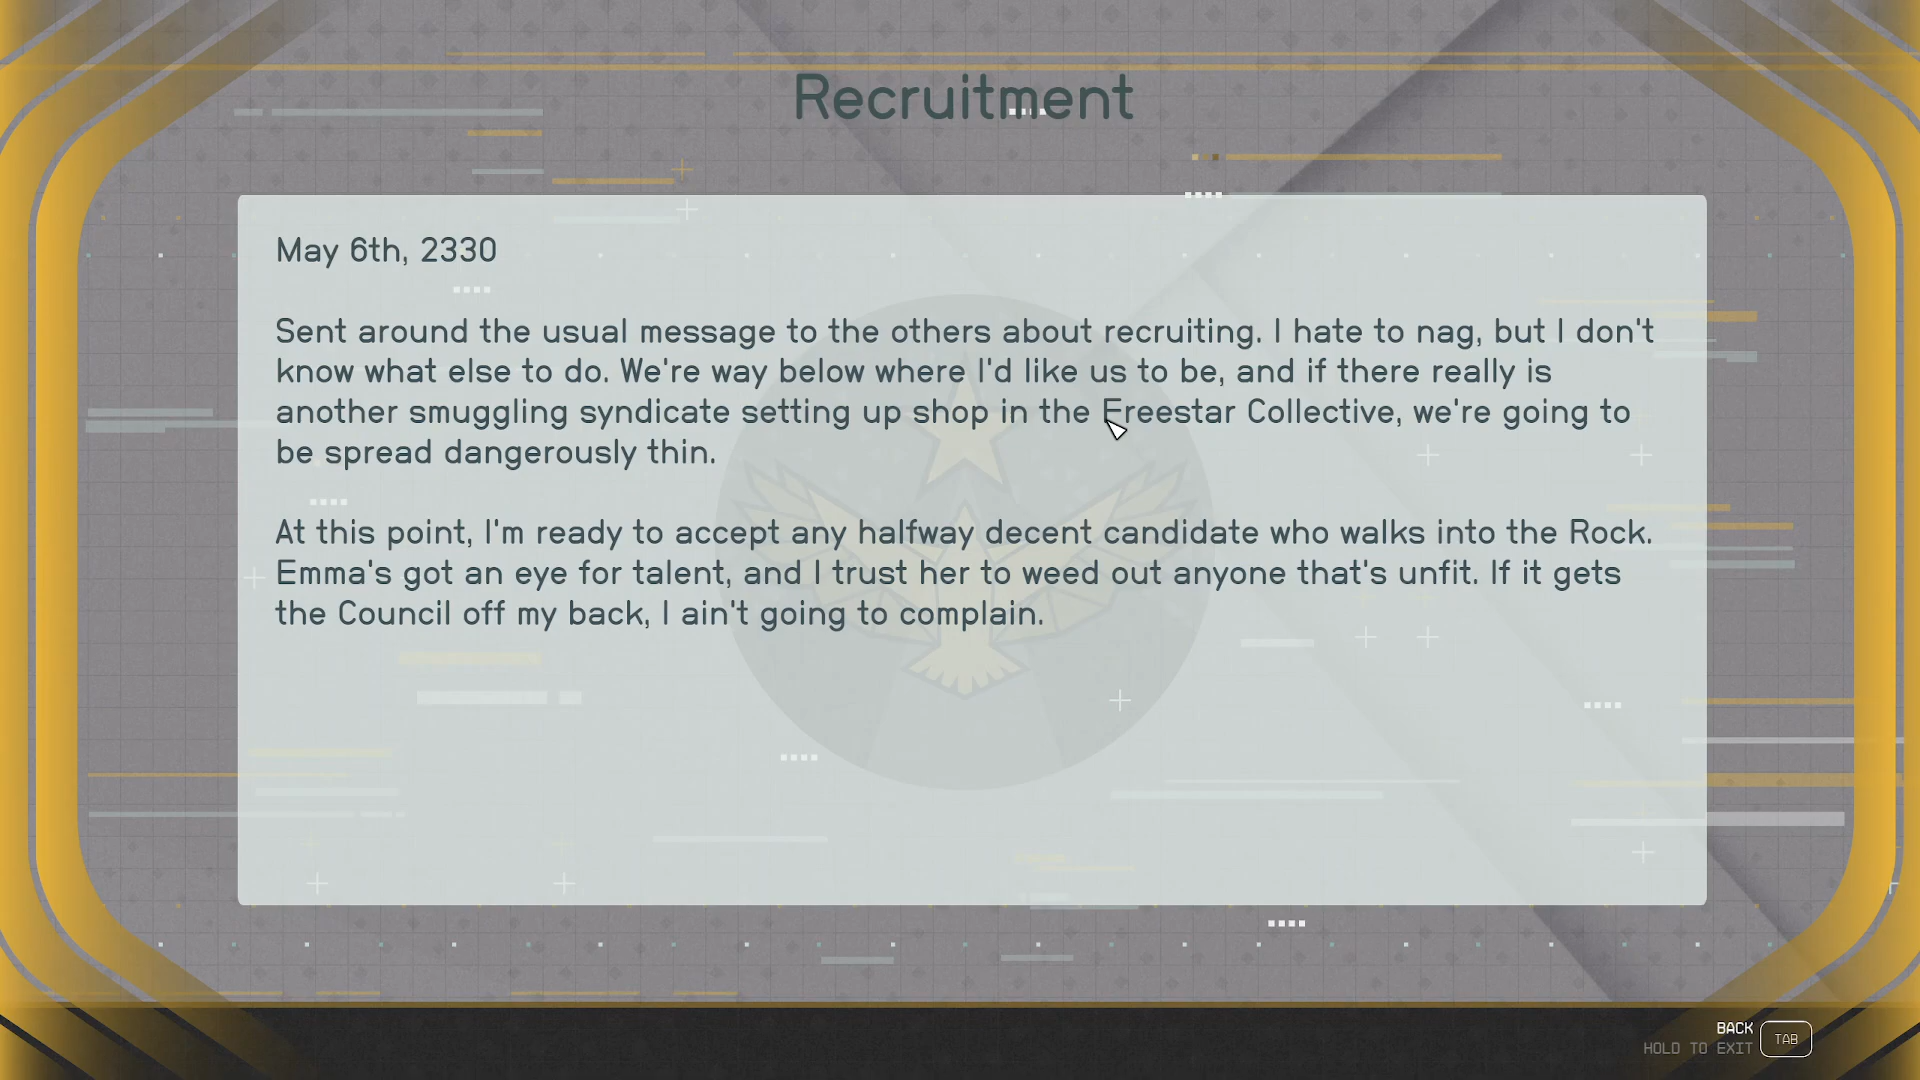 Recruitment
May 6th, 2330
Sent around the usual message to the others about recruiting. I hate to nag, but I don't
know what else to do. We're way below where I'd like us to be, and if there really is
another smuggling syndicate setting up shop in the Freestar Collective, we're going to
be spread dangerously thin.
At this point, I'm ready to accept any halfway decent candidate who walks into the Rock.
Emma's got an eye for talent, and I trust her to weed out anyone that's unfit. If it gets
the Council off my back, I ain't going to complain.
BACK
HOLD TO EXIT
TAB